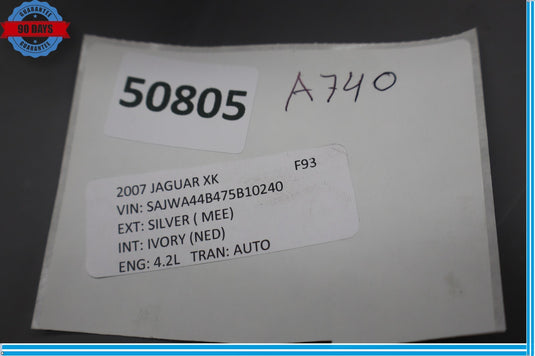 GUARANTEE
90 DAYS
GUARANTEE
50805
A740
2007 JAGUAR XK F93
VIN: SAJWA44B475B10240
EXT: SILVER ( MEE)
INT: IVORY (NED)
ENG: 4.2L TRAN: AUTO